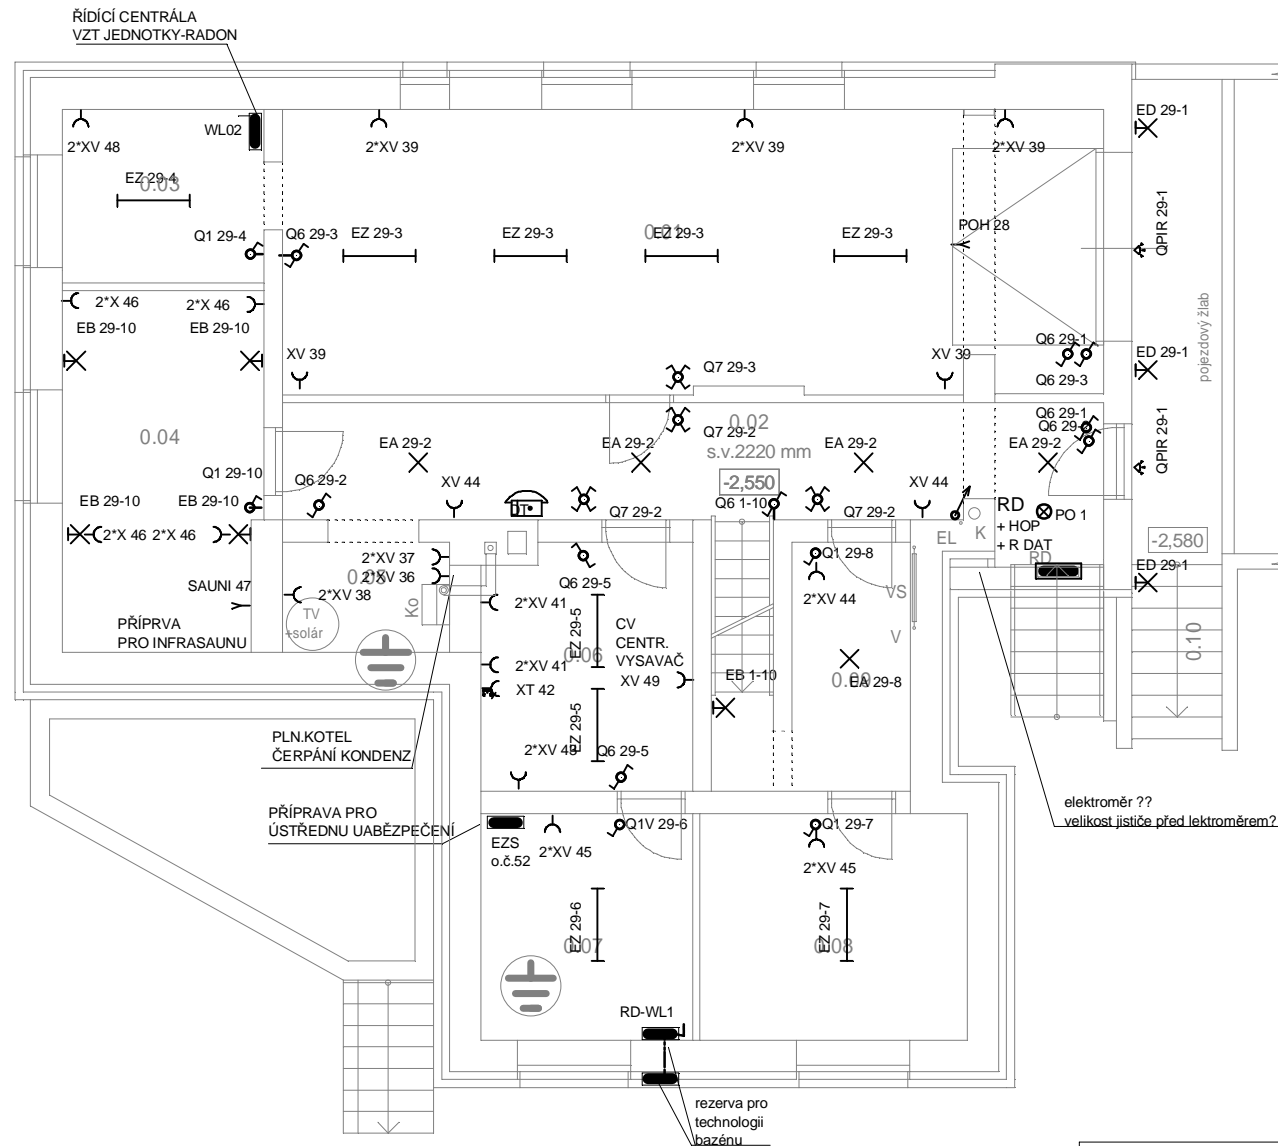 ŘÍDÍCÍ CENTRÁLA
VZT JEDNOTKY-RADON
WL02
2*XV 48
2*XV 39
2*XV 39
2*XV 39
ED 29-1
EZ 29-4
0.03
Q1 29-4
Q6 29-3
EZ 29-3
EZ 29-3
EZ 29-3
EZ 29-3
POH 28
QPIR 29-1
2*X 46
2*X 46
EB 29-10
EB 29-10
XV 39
XV 39
Q7 29-3
Q6 29-1
ED 29-1
Q6 29-3
pojezdový žlab
0.04
0.02
s.v.2220 mm
-2,550
Q7 29-2
EA 29-2
EA 29-2
EA 29-2
EA 29-2
Q6 29-1
QPIR 29-1
Q1 29-10
Q6 29-2
XV 44
XV 44
EB 29-10
EB 29-10
DT
Q7 29-2
Q6 1-10
Q7 29-2
RD
+ HOP
+ R DAT
RD
PO 1
EL
K
-2,580
ED 29-1
2*X 46
2*X 46
2*XV 37
2*XV 36
2*XV 38
SAUNI 47
PŘÍPRVA
PRO INFRASAUNU
TV
+solár
Ko
Q6 29-5
Q1 29-8
2*XV 44
VS
V
2*XV 41
EZ 29-5
CV
CENTR.
VYSAVAČ
0.06
2*XV 41
XT 42
XV 49
EB 1-10
EA 29-8
0.10
EZ 29-5
PLN.KOTEL
ČERPÁNÍ KONDENZ
Q6 29-5
PŘÍPRAVA PRO
ÚSTŘEDNU UABĚZPEČENÍ
EZS
o.č.52
2*XV 45
Q1V 29-6
Q1 29-7
2*XV 45
elektroměr ??
velikost jističe před lektroměrem?
EZ 29-6
0.07
EZ 29-7
0.08
RD-WL1
rezerva pro
technologii
bazénu